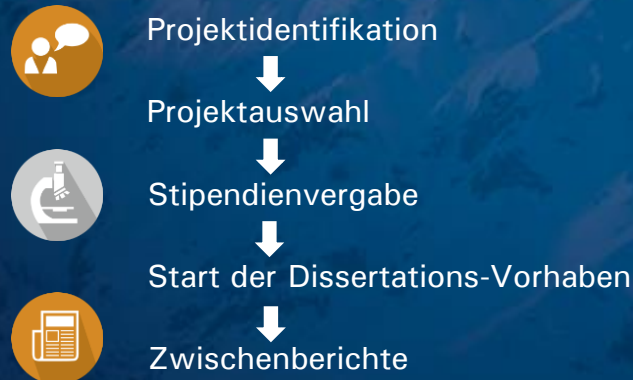 Projektidentifikation
Projektauswahl
Stipendienvergabe
Start der Dissertations-Vorhaben
Zwischenberichte